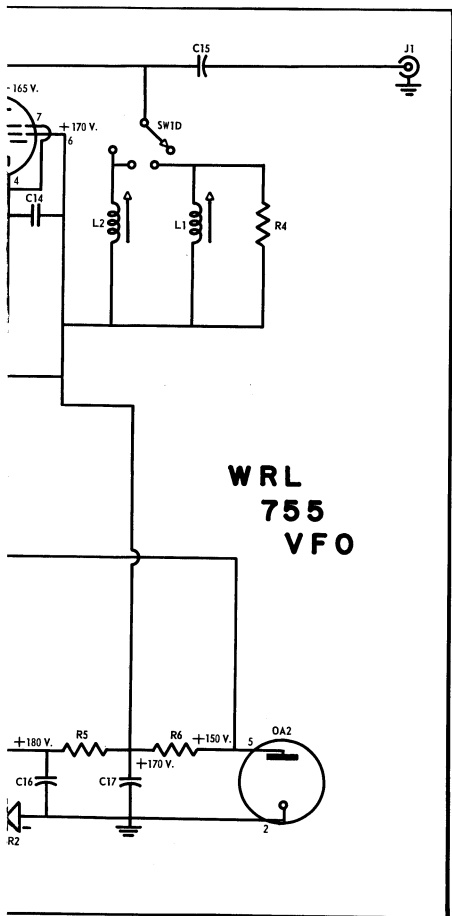 C15
J1
-165 V.
7
+170 V.
6
SW1D
4
C14
L2
L1
R4
WRL
755
VFO
+180 V.
R5
R6
+150 V.
5
OA2
+170 V.
C16
C17
R2
2